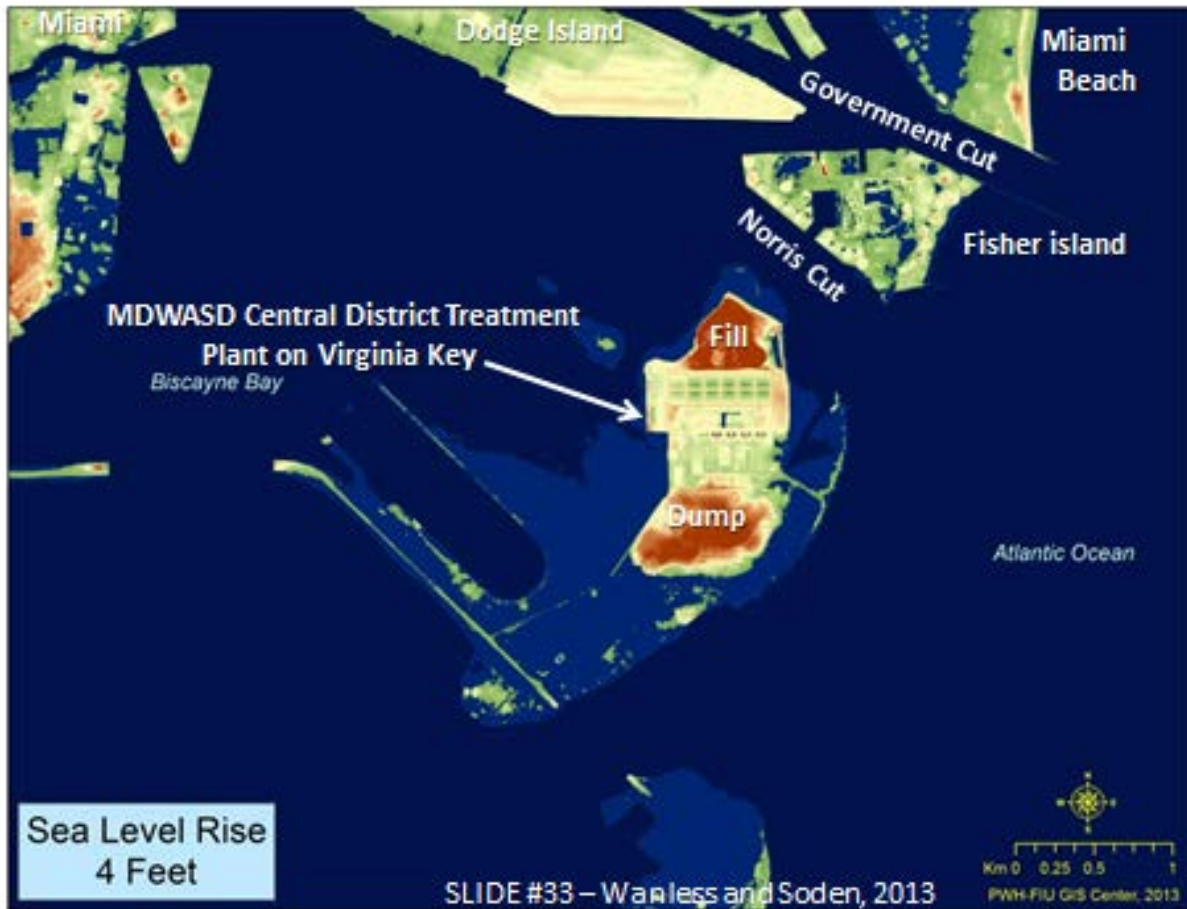 Miami
Dodge Island
Miami
Beach
Government Cut
Norris Cut
Fisher island
MDWASD Central District Treatment
Plant on Virginia Key
Fill
Biscayne Bay
Dump
Atlantic Ocean
Sea Level Rise
4 Feet
N
W E
S
Km 0 0.25 0.5 1
PWH-FIU GIS Center, 2013
SLIDE #33 – Wanless and Soden, 2013